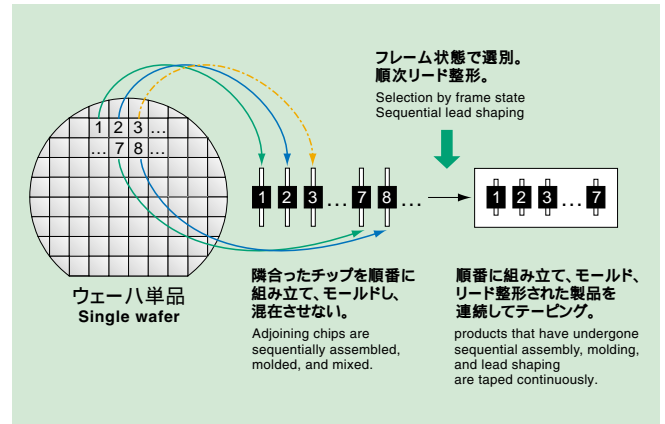 フレーム状態で選別。
順次リード整形。
Selection by frame state
Sequential lead shaping
1 2 3 ...
... 7 8 ...
1 2 3 ... 7 8 ...
1 2 3 ... 7
ウェーハ単品
Single wafer
隣合ったチップを順番に
組み立て、モールドし、
混在させない。
Adjoining chips are
sequentially assembled,
molded, and mixed.
順番に組み立て、モールド、
リード整形された製品を
連続してテーピング。
products that have undergone
sequential assembly, molding,
and lead shaping
are taped continuously.